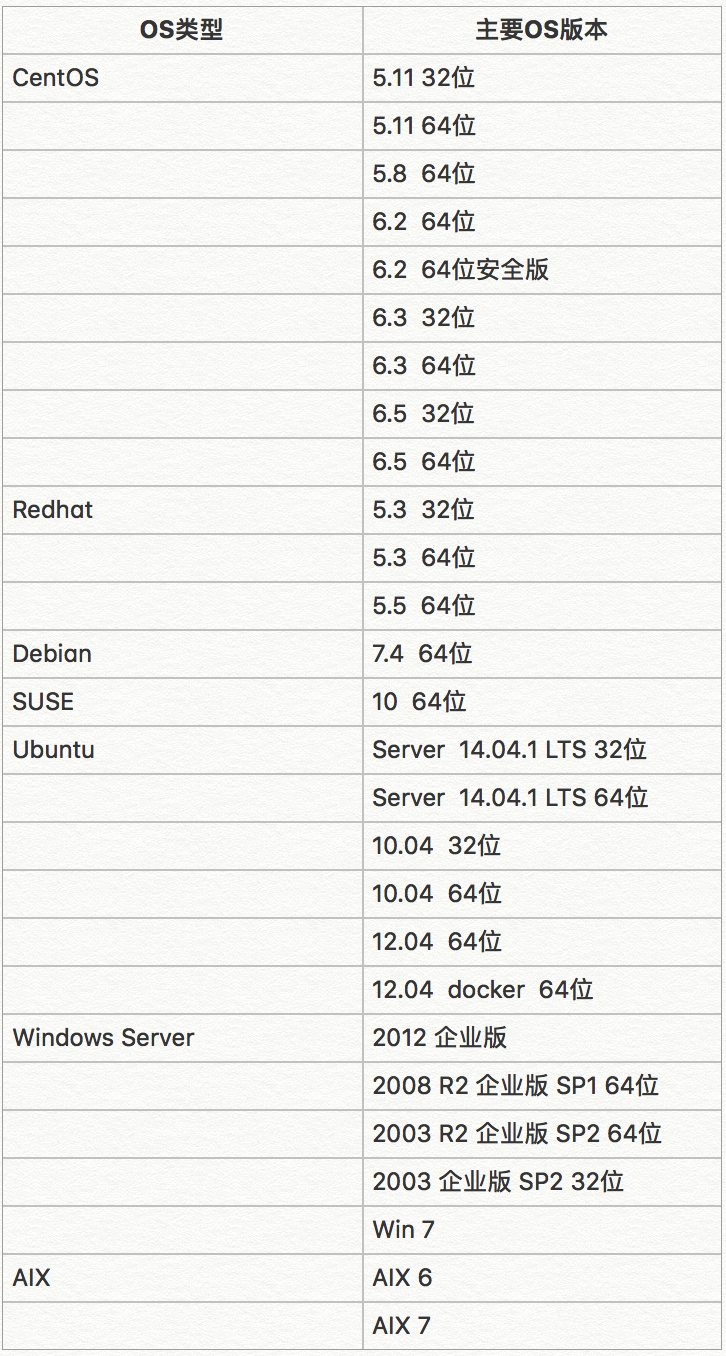 OS类型 主要OS版本
CentOS 5.11 32位
5.11 64位
5.8 64位
6.2 64位
6.2 64位安全版
6.3 32位
6.3 64位
6.5 32位
6.5 64位
Redhat 5.3 32位
5.3 64位
5.5 64位
Debian 7.4 64位
SUSE 10 64位
Ubuntu Server 14.04.1 LTS 32位
Server 14.04.1 LTS 64位
10.04 32位
10.04 64位
12.04 64位
12.04 docker 64位
Windows Server 2012 企业版
2008 R2 企业版 SP1 64位
2003 R2 企业版 SP2 64位
2003 企业版 SP2 32位
Win 7
AIX AIX 6
AIX 7